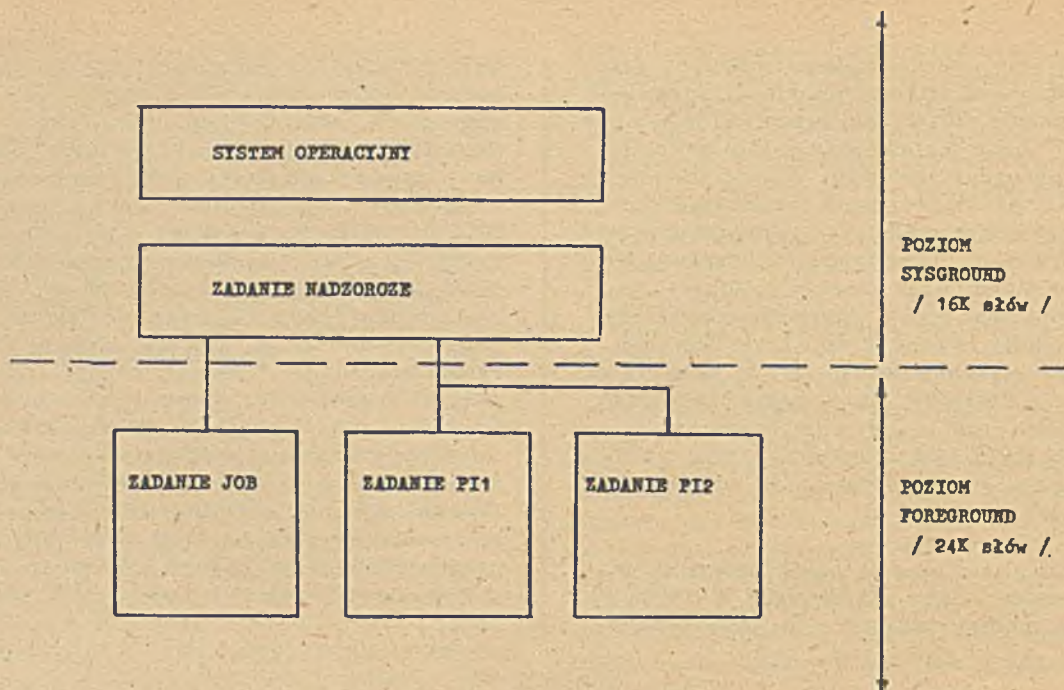 SYSTEM OPERACYJNY
ZADANIE NADZOROZE
POZIOM
SYSGROUND
/ 16K słów /
ZADANIE JOB
ZADANIE PI1
ZADANIE PI2
POZIOM
FOREGROUND
/ 24K słów /